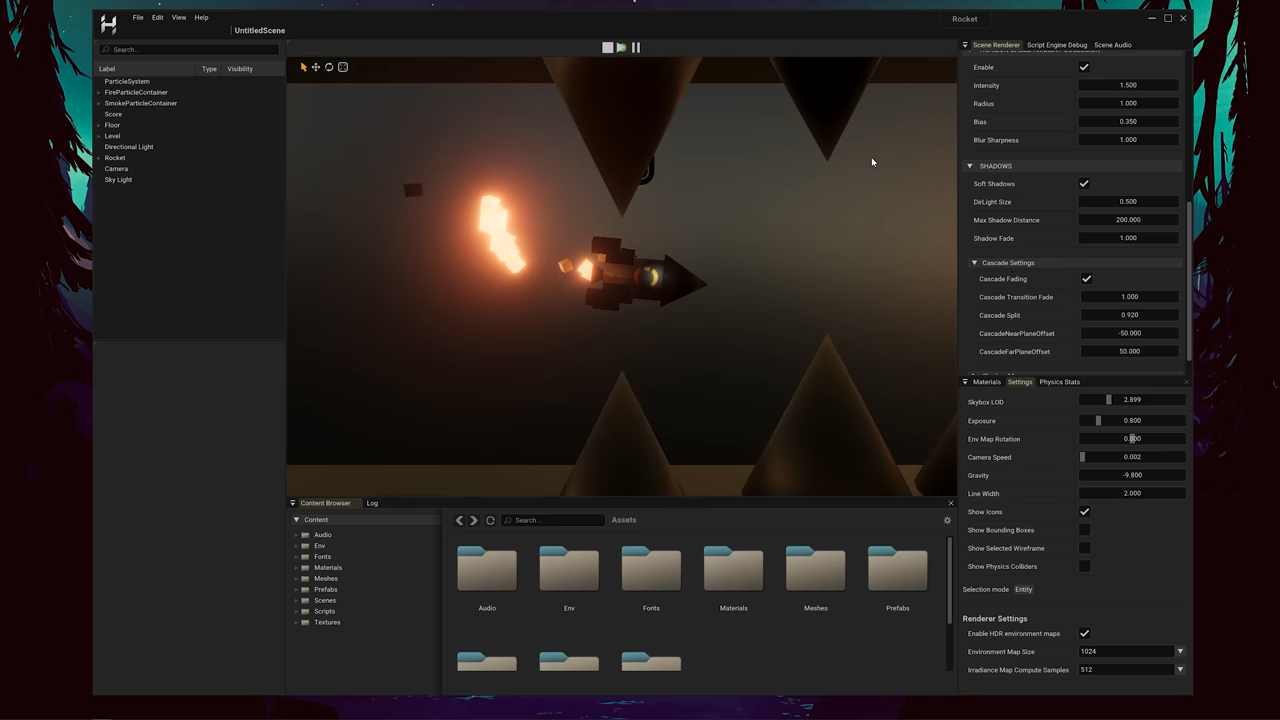 File Edit View Help
UntitledScene
Rocket
Search...
Label Type Visibility
ParticleSystem
FireParticleContainer
SmokeParticleContainer
Score
Floor
Level
Directional Light
Rocket
Camera
Sky Light
Scene Renderer Script Engine Debug Scene Audio
Enable
Intensity 1.500
Radius 1.000
Bias 0.350
Blur Sharpness 1.000
SHADOWS
Soft Shadows
DirLight Size 0.500
Max Shadow Distance 200.000
Shadow Fade 1.000
Cascade Settings
Cascade Fading
Cascade Transition Fade 1.000
Cascade Split 0.920
CascadeNearPlaneOffset -50.000
CascadeFarPlaneOffset 50.000
Materials Settings Physics Stats
Skybox LOD 2.899
Exposure 0.800
Env Map Rotation 0.000
Camera Speed 0.002
Gravity -9.800
Line Width 2.000
Show Icons
Show Bounding Boxes
Show Selected Wireframe
Show Physics Colliders
Selection mode Entity
Renderer Settings
Enable HDR environment maps
Environment Map Size 1024
Irradiance Map Compute Samples 512
Content Browser Log
Content
Audio
Env
Fonts
Materials
Meshes
Prefabs
Scenes
Scripts
Textures
Search... Assets
Audio Env Fonts Materials Meshes Prefabs